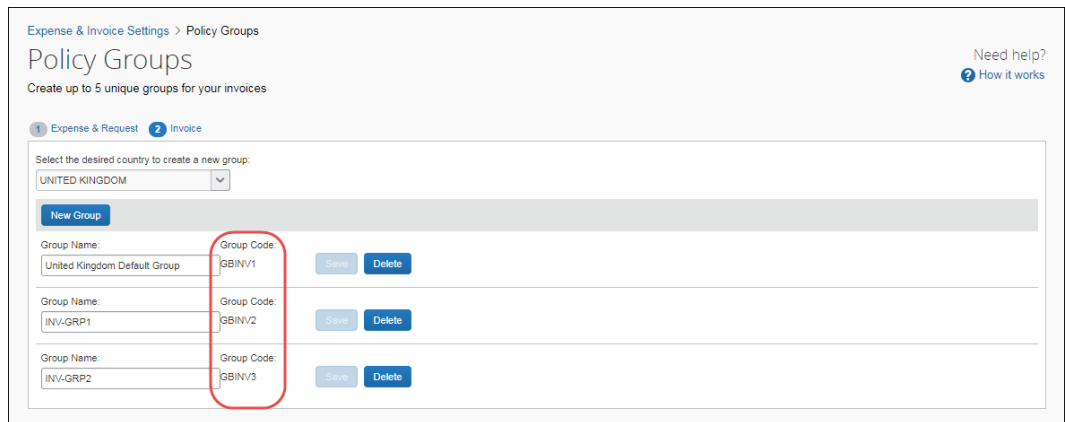 Expense & Invoice Settings > Policy Groups
Policy Groups
Need help?
? How it works
Create up to 5 unique groups for your invoices
1 Expense & Request 2 Invoice
Select the desired country to create a new group:
UNITED KINGDOM
New Group
Group Name: Group Code:
United Kingdom Default Group GBINV1 Save Delete
Group Name: Group Code:
INV-GRP1 GBINV2 Save Delete
Group Name: Group Code:
INV-GRP2 GBINV3 Save Delete